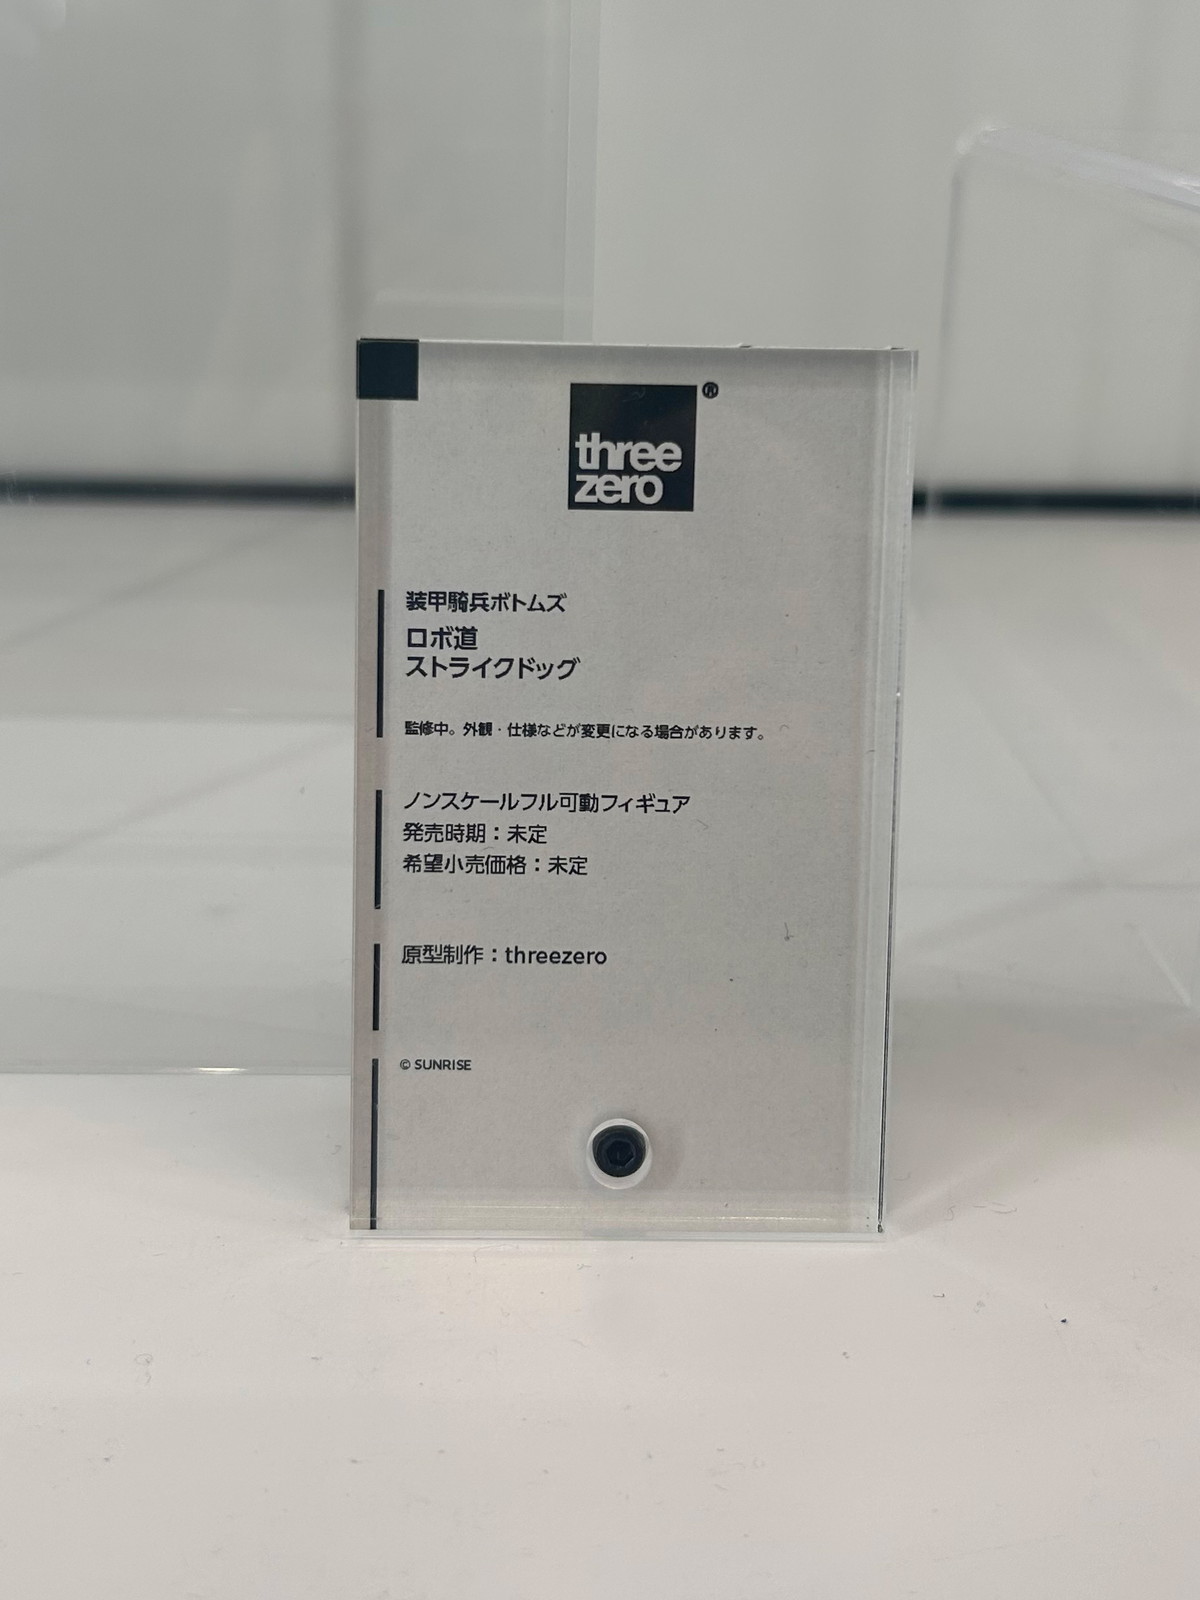 three
zero
®
装甲騎兵ボトムズ
ロボ道
ストライクドッグ
監修中。外観・仕様などが変更になる場合があります。
ノンスケールフル可動フィギュア
発売時期：未定
希望小売価格：未定
原型制作：threezero
© SUNRISE